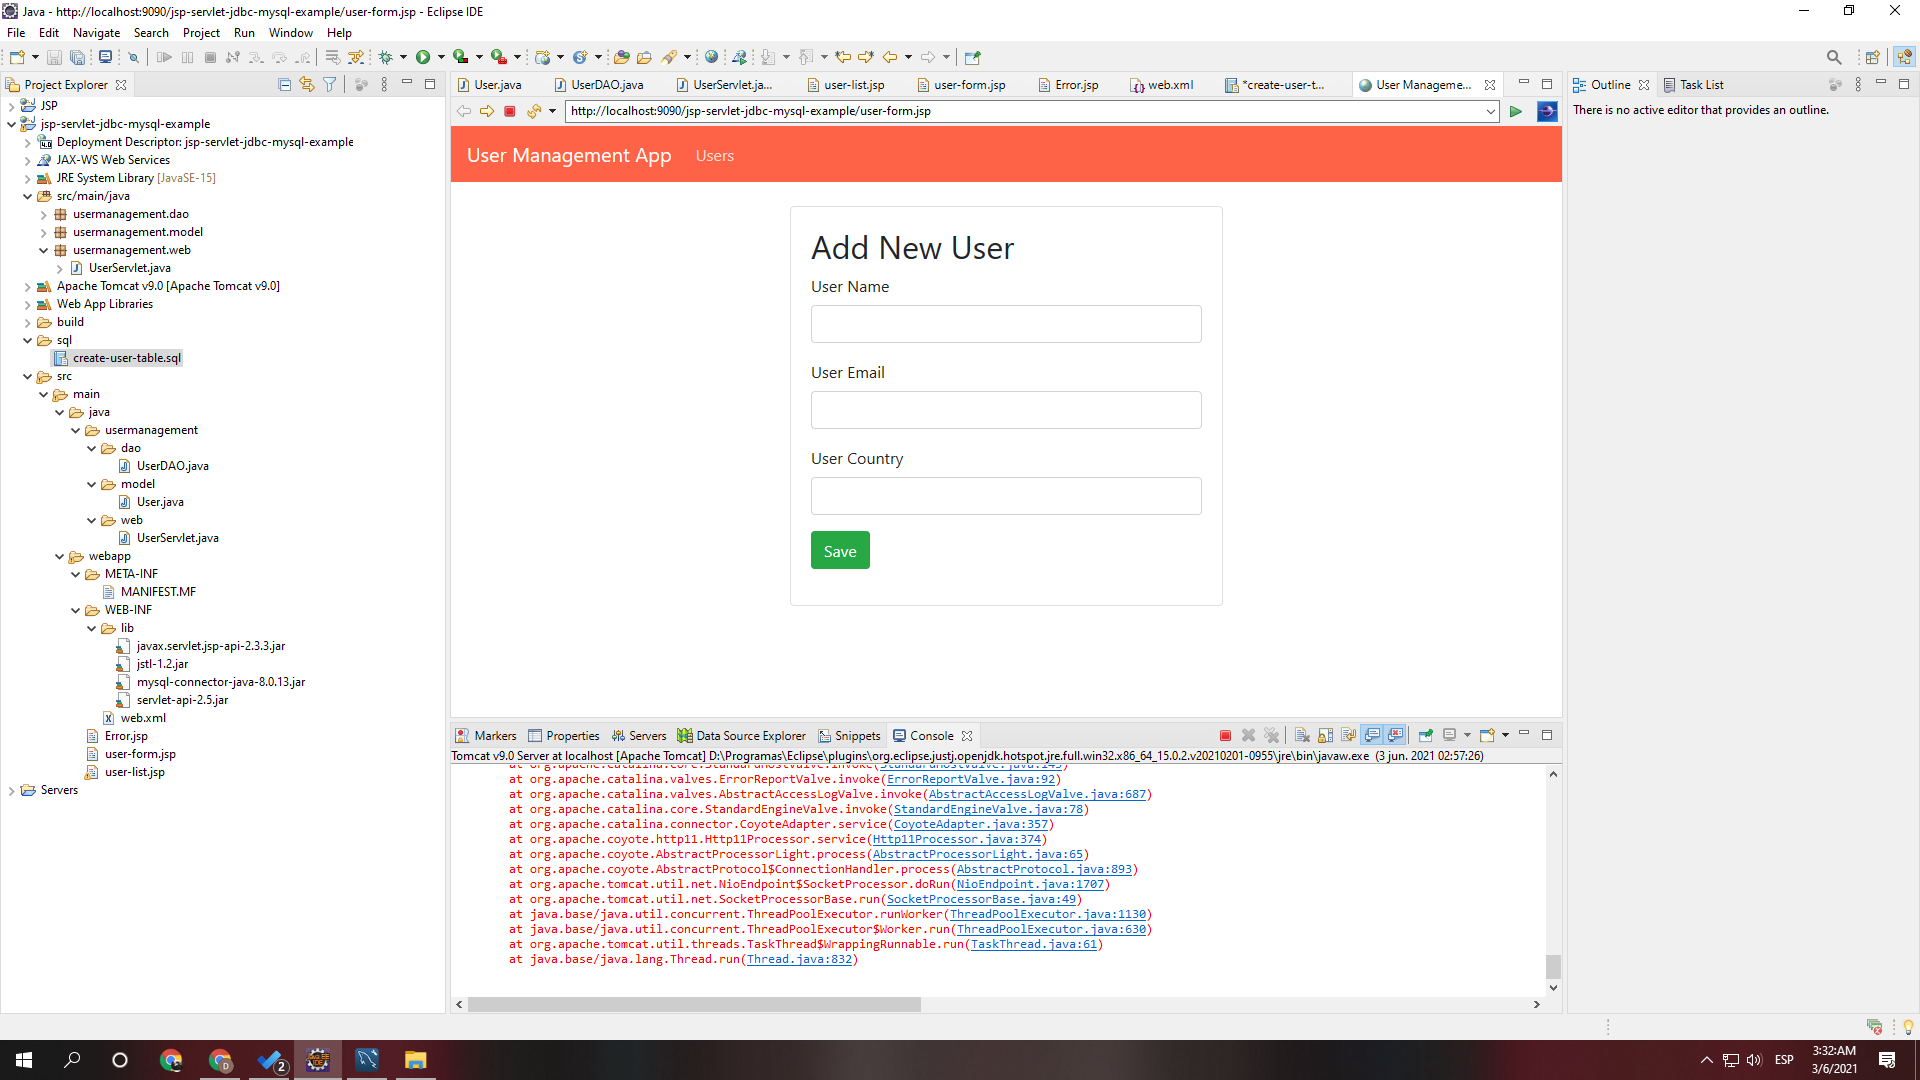 Java - http://localhost:9090/jsp-servlet-jdbc-mysql-example/user-form.jsp - Eclipse IDE
File Edit Navigate Search Project Run Window Help
Project Explorer
JSP
jsp-servlet-jdbc-mysql-example
Deployment Descriptor: jsp-servlet-jdbc-mysql-example
JAX-WS Web Services
JRE System Library [JavaSE-15]
src/main/java
usermanagement.dao
usermanagement.model
usermanagement.web
UserServlet.java
Apache Tomcat v9.0 [Apache Tomcat v9.0]
Web App Libraries
build
sql
create-user-table.sql
src
main
java
usermanagement
dao
UserDAO.java
model
User.java
web
UserServlet.java
webapp
META-INF
MANIFEST.MF
WEB-INF
lib
javax.servlet.jsp-api-2.3.3.jar
jstl-1.2.jar
mysql-connector-java-8.0.13.jar
servlet-api-2.5.jar
web.xml
Error.jsp
user-form.jsp
user-list.jsp
Servers
User.java UserDAO.java UserServlet.ja... user-list.jsp user-form.jsp Error.jsp web.xml *create-user-t... User Manageme...
http://localhost:9090/jsp-servlet-jdbc-mysql-example/user-form.jsp
User Management App Users
Add New User
User Name
User Email
User Country
Save
Outline Task List
There is no active editor that provides an outline.
Markers Properties Servers Data Source Explorer Snippets Console
Tomcat v9.0 Server at localhost [Apache Tomcat] D:\Programas\Eclipse\plugins\org.eclipse.justj.openjdk.hotspot.jre.full.win32.x86_64_15.0.2.v20210201-0955\jre\bin\javaw.exe (3 jun. 2021 02:57:26)
at org.apache.catalina.core.StandardHostValve.invoke(StandardHostValve.java:143)
at org.apache.catalina.valves.ErrorReportValve.invoke(ErrorReportValve.java:92)
at org.apache.catalina.valves.AbstractAccessLogValve.invoke(AbstractAccessLogValve.java:687)
at org.apache.catalina.core.StandardEngineValve.invoke(StandardEngineValve.java:78)
at org.apache.catalina.connector.CoyoteAdapter.service(CoyoteAdapter.java:357)
at org.apache.coyote.http11.Http11Processor.service(Http11Processor.java:374)
at org.apache.coyote.AbstractProcessorLight.process(AbstractProcessorLight.java:65)
at org.apache.coyote.AbstractProtocol$ConnectionHandler.process(AbstractProtocol.java:893)
at org.apache.tomcat.util.net.NioEndpoint$SocketProcessor.doRun(NioEndpoint.java:1707)
at org.apache.tomcat.util.net.SocketProcessorBase.run(SocketProcessorBase.java:49)
at java.base/java.util.concurrent.ThreadPoolExecutor.runWorker(ThreadPoolExecutor.java:1130)
at java.base/java.util.concurrent.ThreadPoolExecutor$Worker.run(ThreadPoolExecutor.java:630)
at org.apache.tomcat.util.threads.TaskThread$WrappingRunnable.run(TaskThread.java:61)
at java.base/java.lang.Thread.run(Thread.java:832)
2
ESP
3:32:AM
3/6/2021